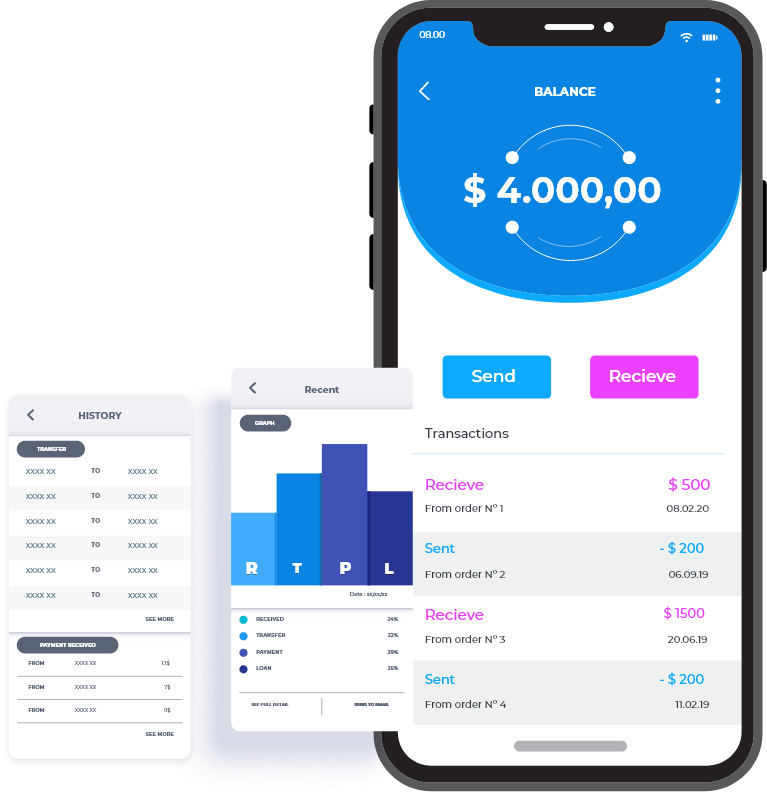 08.00
BALANCE
$ 4.000,00
Send
Recieve
Transactions
Recieve $ 500
From order Nº 1 08.02.20
Sent - $ 200
From order Nº 2 06.09.19
Recieve $ 1500
From order Nº 3 20.06.19
Sent - $ 200
From order Nº 4 11.02.19
Recent
GRAPH
R T P L
Date : xx/xx/xx
RECEIVED 24%
TRANSFER 22%
PAYMENT 29%
LOAN 25%
SEE FULL DETAIL SEND TO EMAIL
HISTORY
TRANSFER
XXXX XX TO XXXX XX
XXXX XX TO XXXX XX
XXXX XX TO XXXX XX
XXXX XX TO XXXX XX
XXXX XX TO XXXX XX
XXXX XX TO XXXX XX
SEE MORE
PAYMENT RECEIVED
FROM XXXX XX 12$
FROM XXXX XX 7$
FROM XXXX XX 9$
SEE MORE